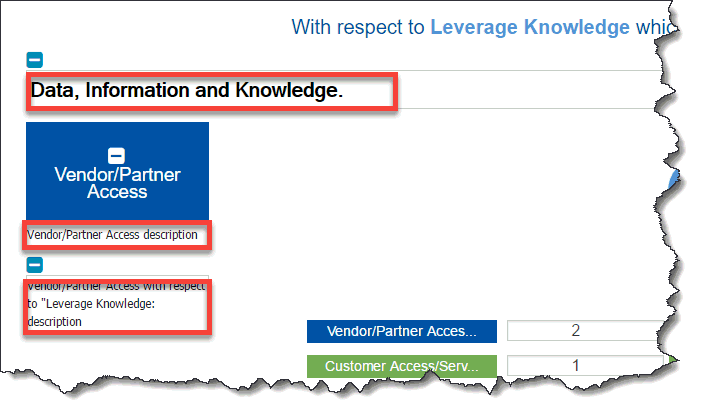 With respect to Leverage Knowledge whic
Data, Information and Knowledge.
Vendor/Partner
Access
Vendor/Partner Access description
Vendor/Partner Access with respect
to "Leverage Knowledge:
description
Vendor/Partner Acces... 2
Customer Access/Serv... 1